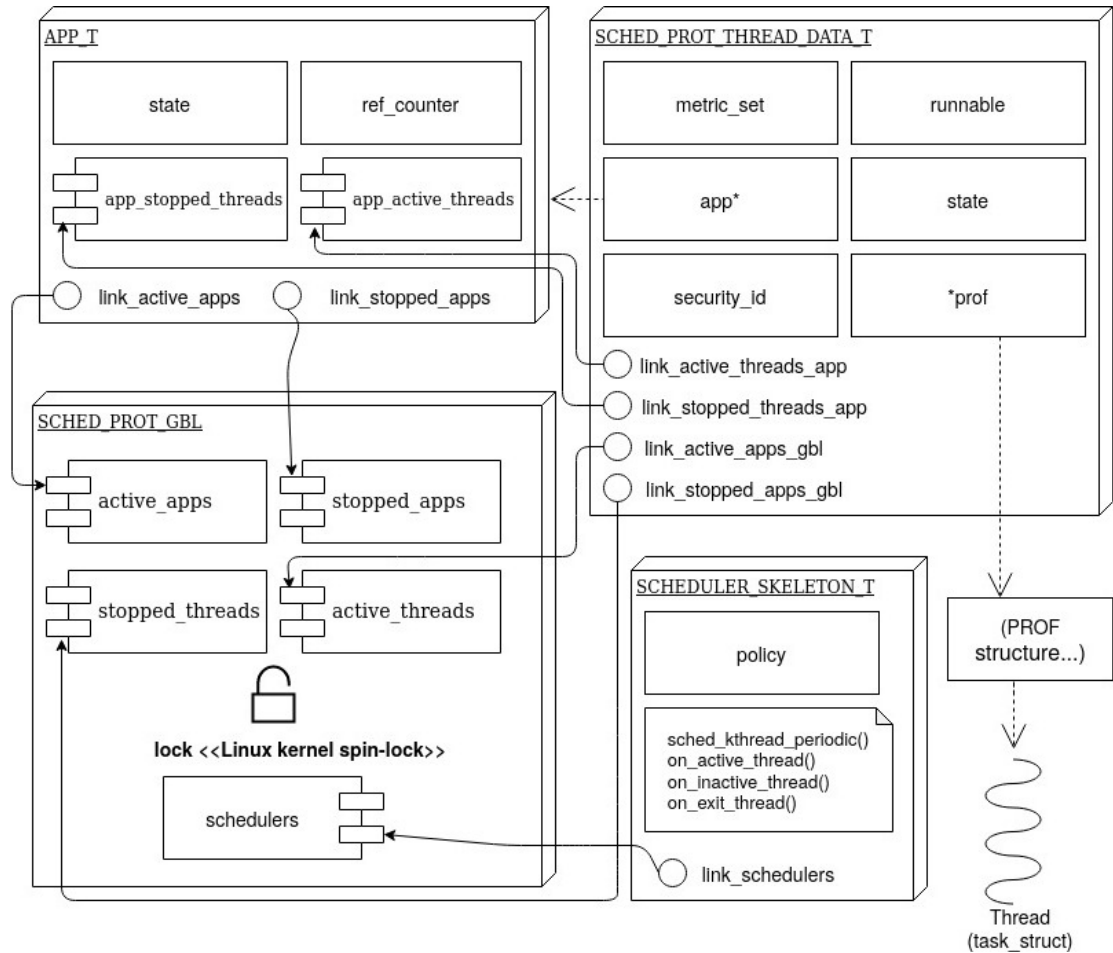 APP_T
state
ref_counter
app_stopped_threads
app_active_threads
link_active_apps
link_stopped_apps
SCHED_PROT_THREAD_DATA_T
metric_set
runnable
app*
state
security_id
*prof
link_active_threads_app
link_stopped_threads_app
link_active_apps_gbl
link_stopped_apps_gbl
SCHED_PROT_GBL
active_apps
stopped_apps
stopped_threads
active_threads
lock <<Linux kernel spin-lock>>
schedulers
SCHEDULER_SKELETON_T
policy
sched_kthread_periodic()
on_active_thread()
on_inactive_thread()
on_exit_thread()
link_schedulers
(PROF
structure...)
Thread
(task_struct)